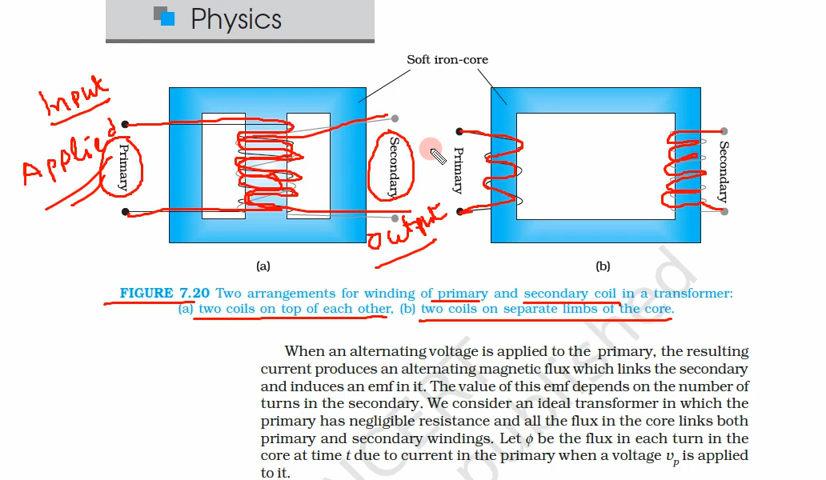 Physics
Soft iron-core
Input
Applied
Primary
Secondary
Output
Primary
Secondary
(a)
(b)
FIGURE 7.20 Two arrangements for winding of primary and secondary coil in a transformer:
(a) two coils on top of each other, (b) two coils on separate limbs of the core.
When an alternating voltage is applied to the primary, the resulting
current produces an alternating magnetic flux which links the secondary
and induces an emf in it. The value of this emf depends on the number of
turns in the secondary. We consider an ideal transformer in which the
primary has negligible resistance and all the flux in the core links both
primary and secondary windings. Let ϕ be the flux in each turn in the
core at time t due to current in the primary when a voltage vₚ is applied
to it.
NCERT
published